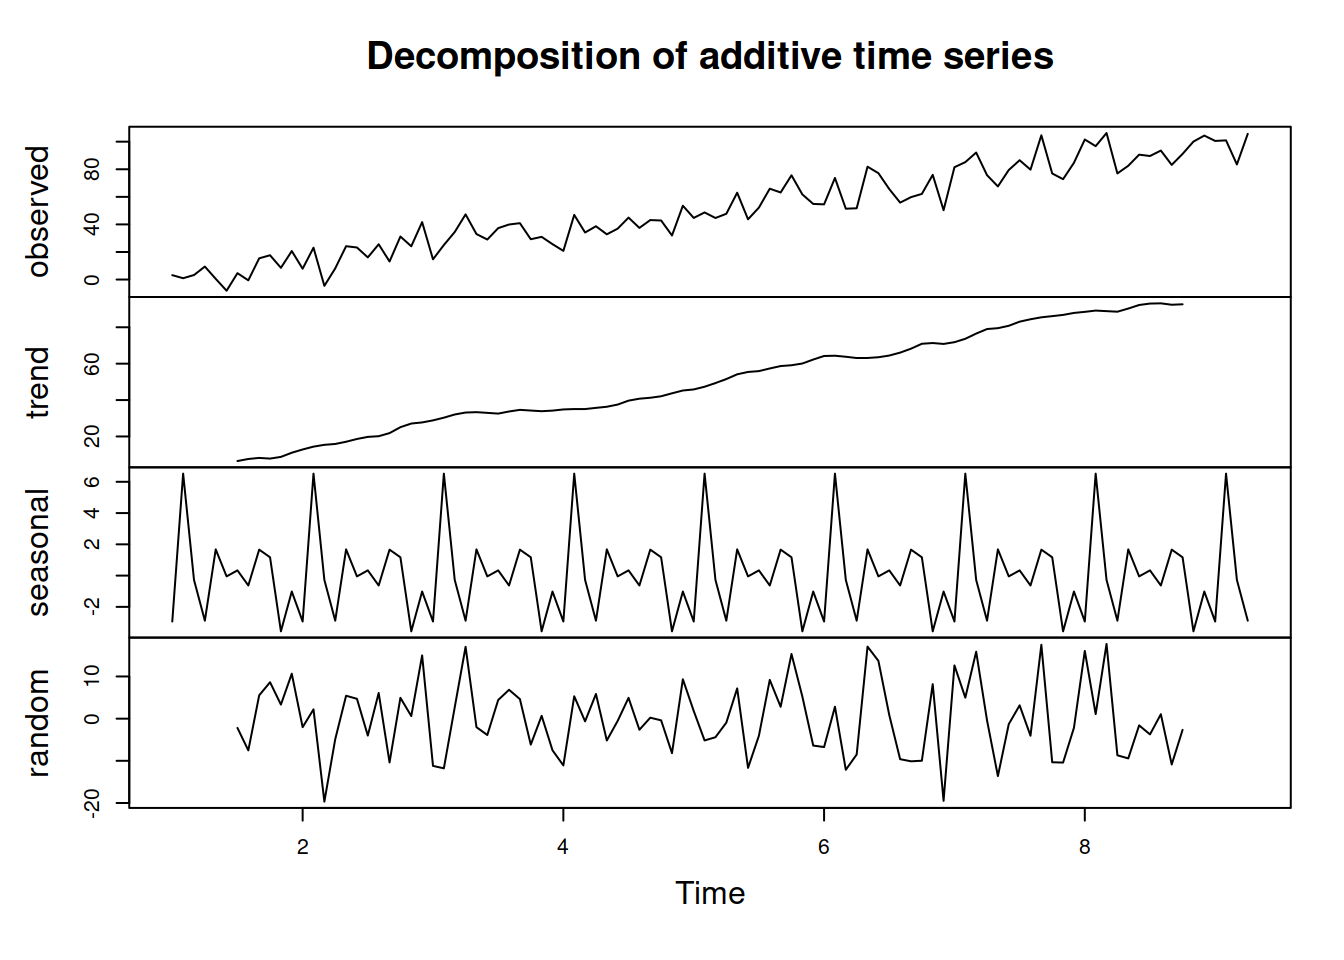 Decomposition of additive time series
observed
0 40 80
trend
20 60
seasonal
-2 2 4 6
random
-20 0 10
2 4 6 8
Time